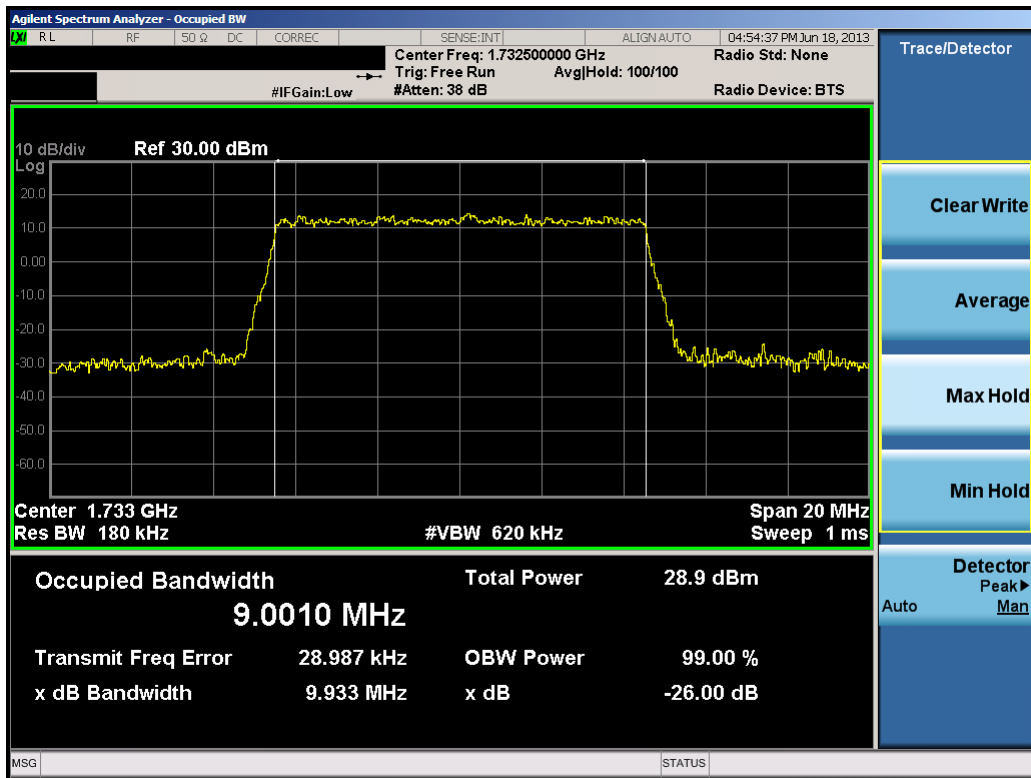 Agilent Spectrum Analyzer - Occupied BW
LXI RL RF 50 Ω DC CORREC SENSE:INT ALIGN AUTO 04:54:37 PM Jun 18, 2013
Center Freq: 1.732500000 GHz Radio Std: None
Trig: Free Run Avg|Hold: 100/100
#IFGain:Low #Atten: 38 dB Radio Device: BTS
10 dB/div Ref 30.00 dBm
Log
20.0
10.0
0.00
-10.0
-20.0
-30.0
-40.0
-50.0
-60.0
Center 1.733 GHz Span 20 MHz
Res BW 180 kHz #VBW 620 kHz Sweep 1 ms
Occupied Bandwidth Total Power 28.9 dBm
9.0010 MHz
Transmit Freq Error 28.987 kHz OBW Power 99.00 %
x dB Bandwidth 9.933 MHz x dB -26.00 dB
MSG STATUS
Trace/Detector
Clear Write
Average
Max Hold
Min Hold
Detector
Peak▶
Auto Man